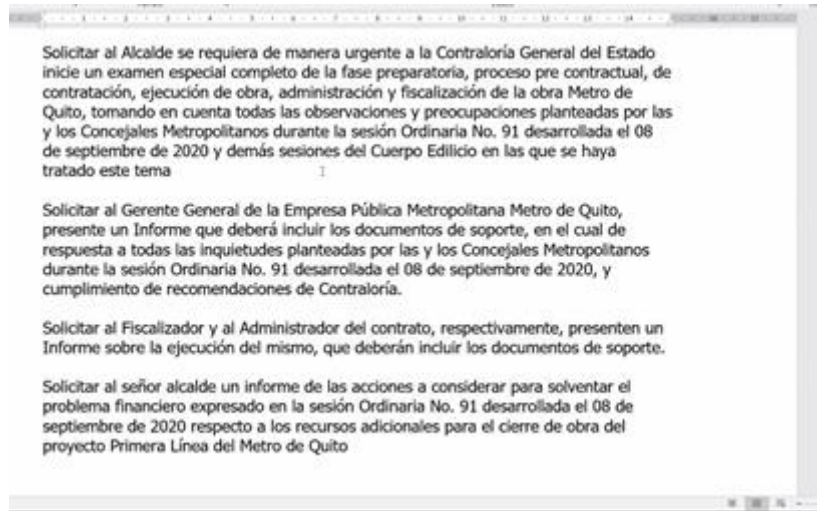 Solicitar al Alcalde se requiera de manera urgente a la Contraloría General del Estado
inicie un examen especial completo de la fase preparatoria, proceso pre contractual, de
contratación, ejecución de obra, administración y fiscalización de la obra Metro de
Quito, tomando en cuenta todas las observaciones y preocupaciones planteadas por las
y los Concejales Metropolitanos durante la sesión Ordinaria No. 91 desarrollada el 08
de septiembre de 2020 y demás sesiones del Cuerpo Edilicio en las que se haya
tratado este tema
Solicitar al Gerente General de la Empresa Pública Metropolitana Metro de Quito,
presente un Informe que deberá incluir los documentos de soporte, en el cual de
respuesta a todas las inquietudes planteadas por las y los Concejales Metropolitanos
durante la sesión Ordinaria No. 91 desarrollada el 08 de septiembre de 2020, y
cumplimiento de recomendaciones de Contraloría.
Solicitar al Fiscalizador y al Administrador del contrato, respectivamente, presenten un
Informe sobre la ejecución del mismo, que deberán incluir los documentos de soporte.
Solicitar al señor alcalde un informe de las acciones a considerar para solventar el
problema financiero expresado en la sesión Ordinaria No. 91 desarrollada el 08 de
septiembre de 2020 respecto a los recursos adicionales para el cierre de obra del
proyecto Primera Línea del Metro de Quito